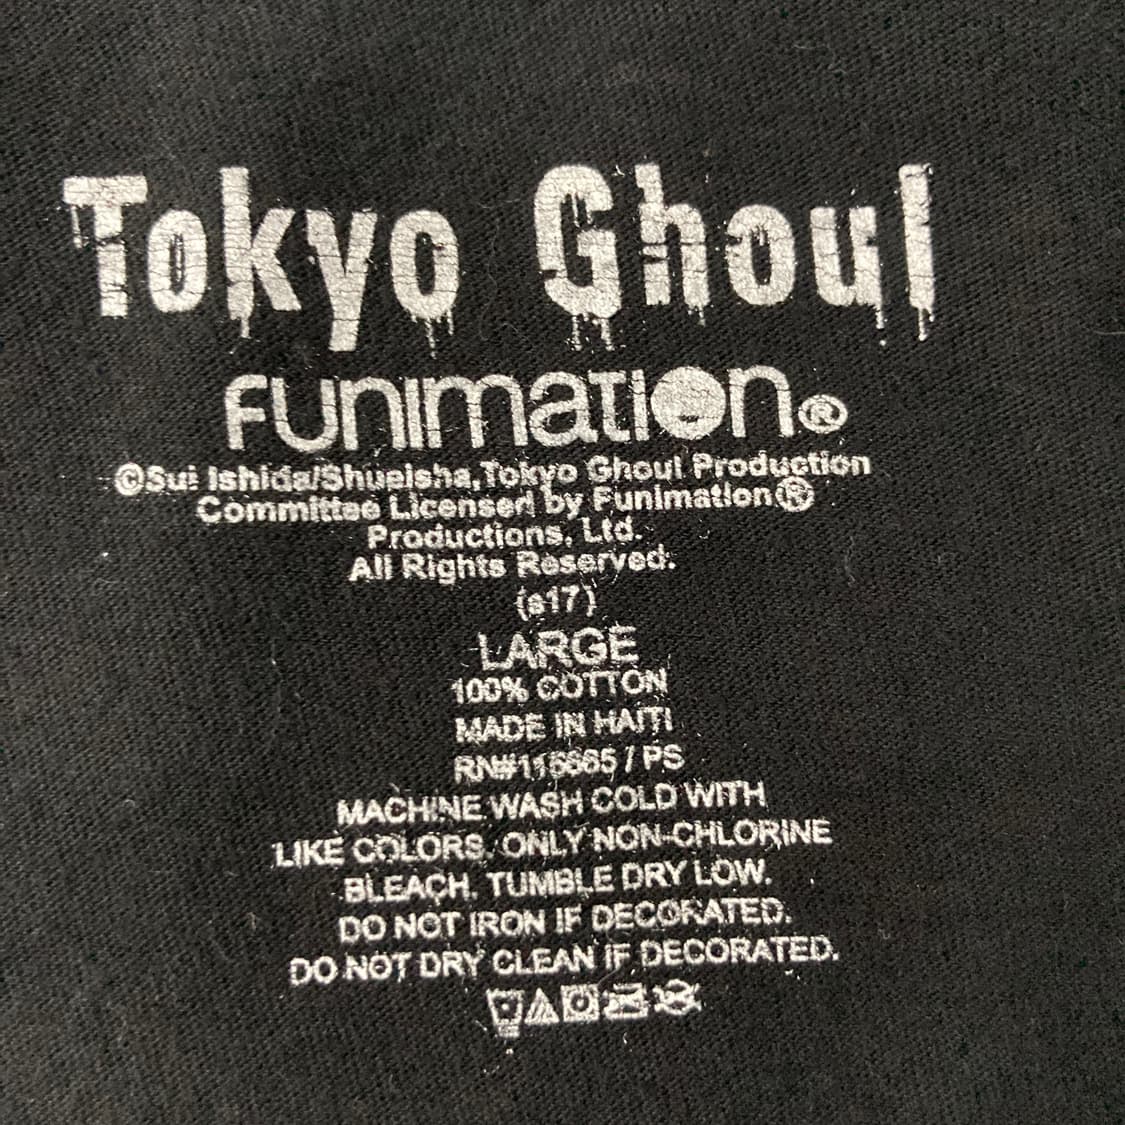 Tokyo Ghoul
FUNIMATION®
©Sui Ishida/Shueisha,Tokyo Ghoul Production
Committee Licensed by Funimation®
Productions, Ltd.
All Rights Reserved.
(s17)
LARGE
100% COTTON
MADE IN HAITI
/ PS
MACHINE WASH COLD WITH
LIKE COLORS. ONLY NON-CHLORINE
BLEACH. TUMBLE DRY LOW.
DO NOT IRON IF DECORATED.
DO NOT DRY CLEAN IF DECORATED.